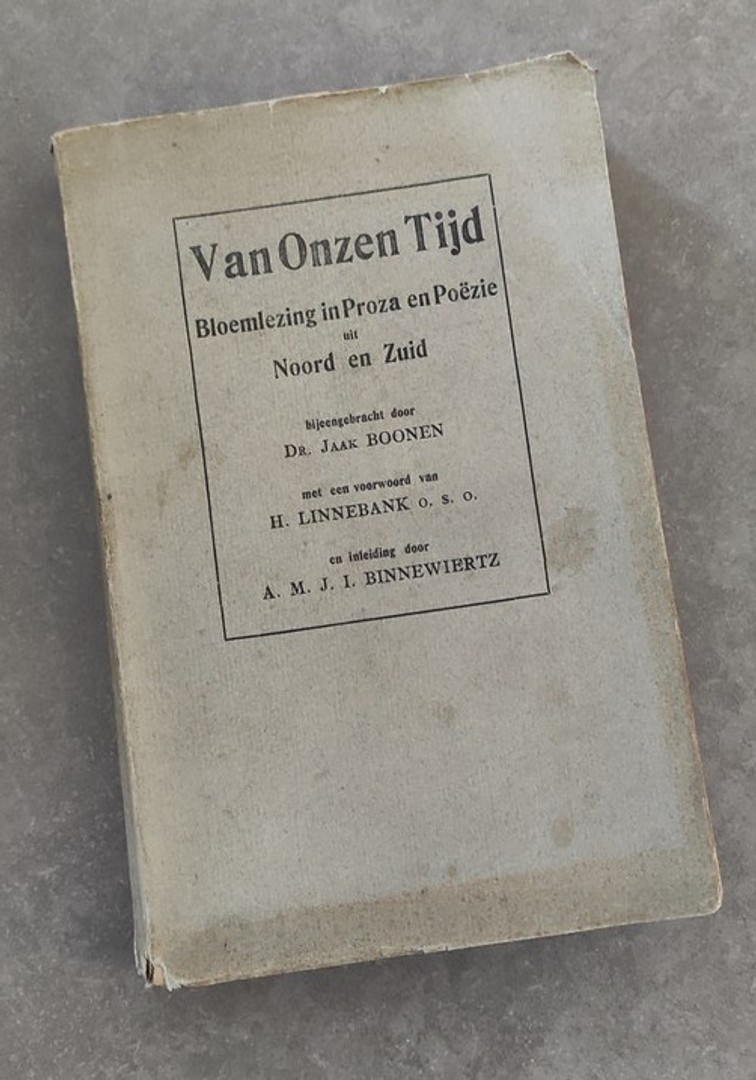 Van Onzen Tijd
Bloemlezing in Proza en Poëzie
uit
Noord en Zuid
bijeengebracht door
DR. JAAK BOONEN
met een voorwoord van
H. LINNEBANK O. S. O.
en inleiding door
A. M. J. I. BINNEWIERTZ